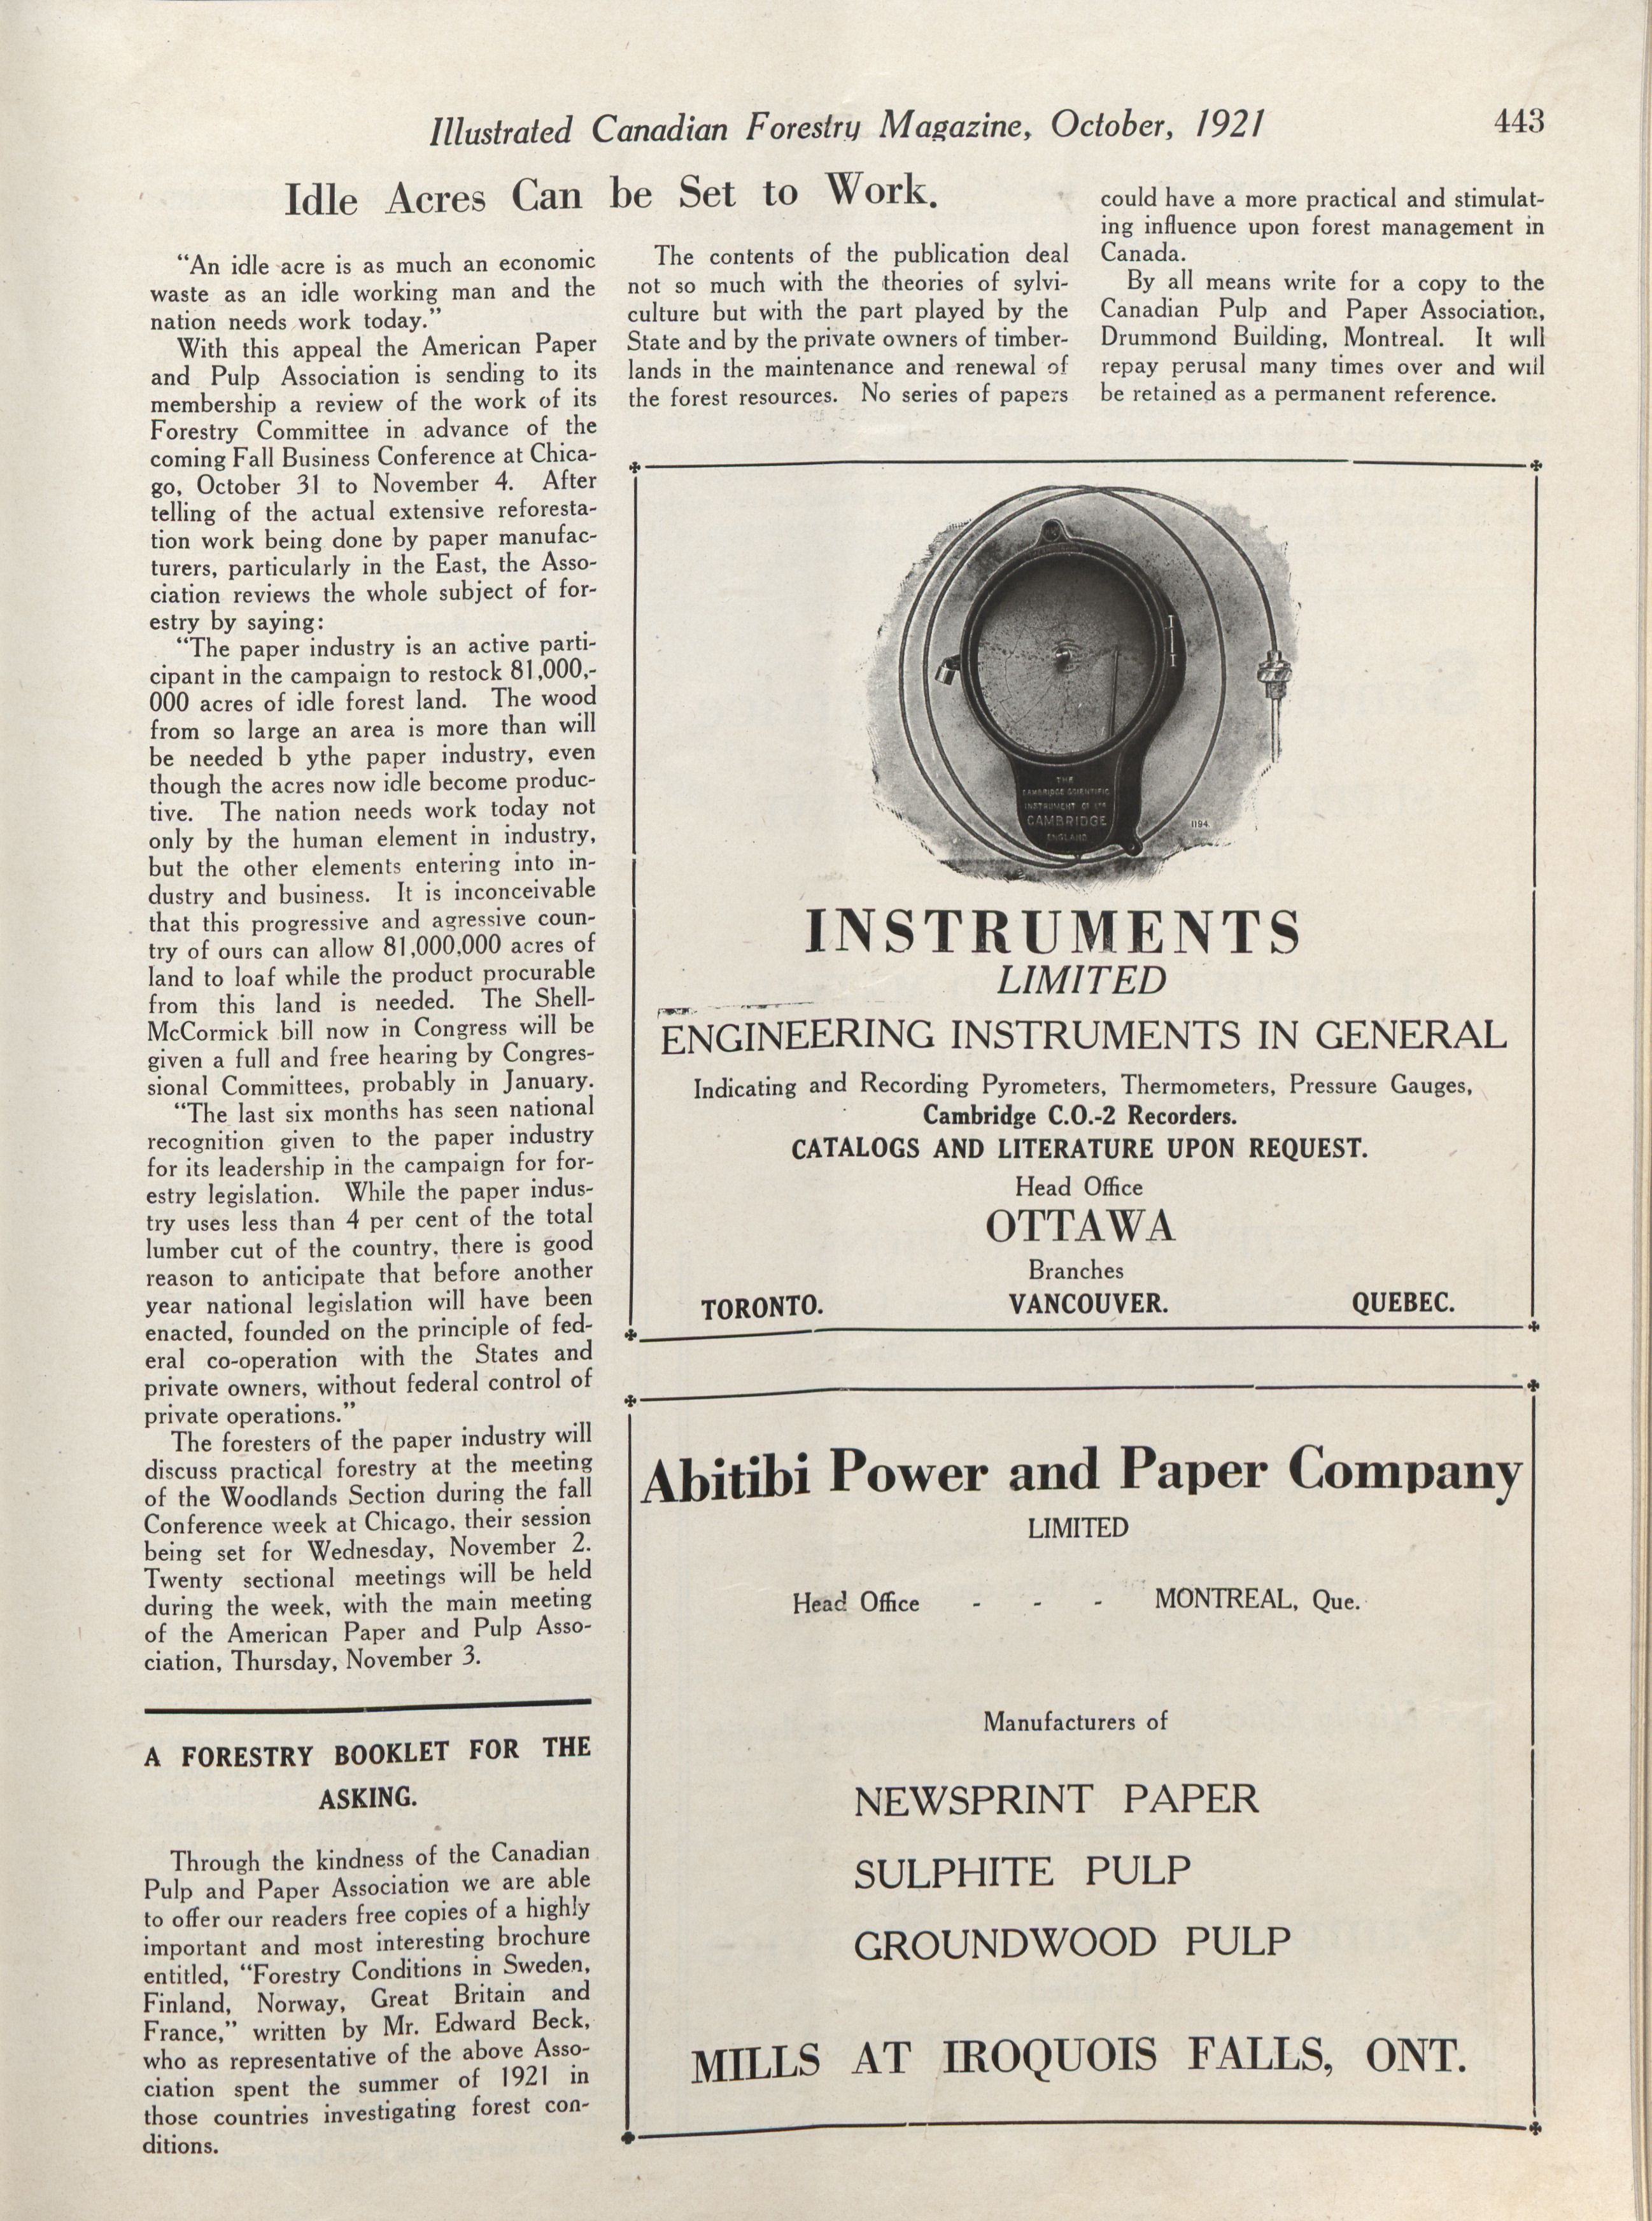 Illustrated Canadian Forestry Magazine, October, 1921
443
Idle Acres Can be Set to Work.
"An idle acre is as much an economic
waste as an idle working man and the
nation needs work today."
With this appeal the American Paper
and Pulp Association is sending to its
membership a review of the work of its
Forestry Committee in advance of the
coming Fall Business Conference at Chica-
go, October 31 to November 4. After
telling of the actual extensive reforesta-
tion work being done by paper manufac-
turers, particularly in the East, the Asso-
ciation reviews the whole subject of for-
estry by saying:
"The paper industry is an active parti-
cipant in the campaign to restock 81,000,-
000 acres of idle forest land. The wood
from so large an area is more than will
be needed b ythe paper industry, even
though the acres now idle become produc-
tive. The nation needs work today not
only by the human element in industry,
but the other elements entering into in-
dustry and business. It is inconceivable
that this progressive and agressive coun-
try of ours can allow 81,000,000 acres of
land to loaf while the product procurable
from this land is needed. The Shell-
McCormick bill now in Congress will be
given a full and free hearing by Congres-
sional Committees, probably in January.
"The last six months has seen national
recognition given to the paper industry
for its leadership in the campaign for for-
estry legislation. While the paper indus-
try uses less than 4 per cent of the total
lumber cut of the country, there is good
reason to anticipate that before another
year national legislation will have been
enacted, founded on the principle of fed-
eral co-operation with the States and
private owners, without federal control of
private operations."
The foresters of the paper industry will
discuss practical forestry at the meeting
of the Woodlands Section during the fall
Conference week at Chicago, their session
being set for Wednesday, November 2.
Twenty sectional meetings will be held
during the week, with the main meeting
of the American Paper and Pulp Asso-
ciation, Thursday, November 3.
A FORESTRY BOOKLET FOR THE
ASKING.
Through the kindness of the Canadian
Pulp and Paper Association we are able
to offer our readers free copies of a highly
important and most interesting brochure
entitled, "Forestry Conditions in Sweden,
Finland, Norway, Great Britain and
France," written by Mr. Edward Beck,
who as representative of the above Asso-
ciation spent the summer of 1921 in
those countries investigating forest con-
ditions.
The contents of the publication deal
not so much with the theories of sylvi-
culture but with the part played by the
State and by the private owners of timber-
lands in the maintenance and renewal of
the forest resources. No series of papers
could have a more practical and stimulat-
ing influence upon forest management in
Canada.
By all means write for a copy to the
Canadian Pulp and Paper Association,
Drummond Building, Montreal. It will
repay perusal many times over and will
be retained as a permanent reference.
THE
CAMBRIDGE SCIENTIFIC
INSTRUMENT CO LTD
CAMBRIDGE
ENGLAND
1194
INSTRUMENTS
LIMITED
ENGINEERING INSTRUMENTS IN GENERAL
Indicating and Recording Pyrometers, Thermometers, Pressure Gauges,
Cambridge C.O.-2 Recorders.
CATALOGS AND LITERATURE UPON REQUEST.
Head Office
OTTAWA
Branches
TORONTO. VANCOUVER. QUEBEC.
Abitibi Power and Paper Company
LIMITED
Head Office - - - MONTREAL, Que.
Manufacturers of
NEWSPRINT PAPER
SULPHITE PULP
GROUNDWOOD PULP
MILLS AT IROQUOIS FALLS, ONT.